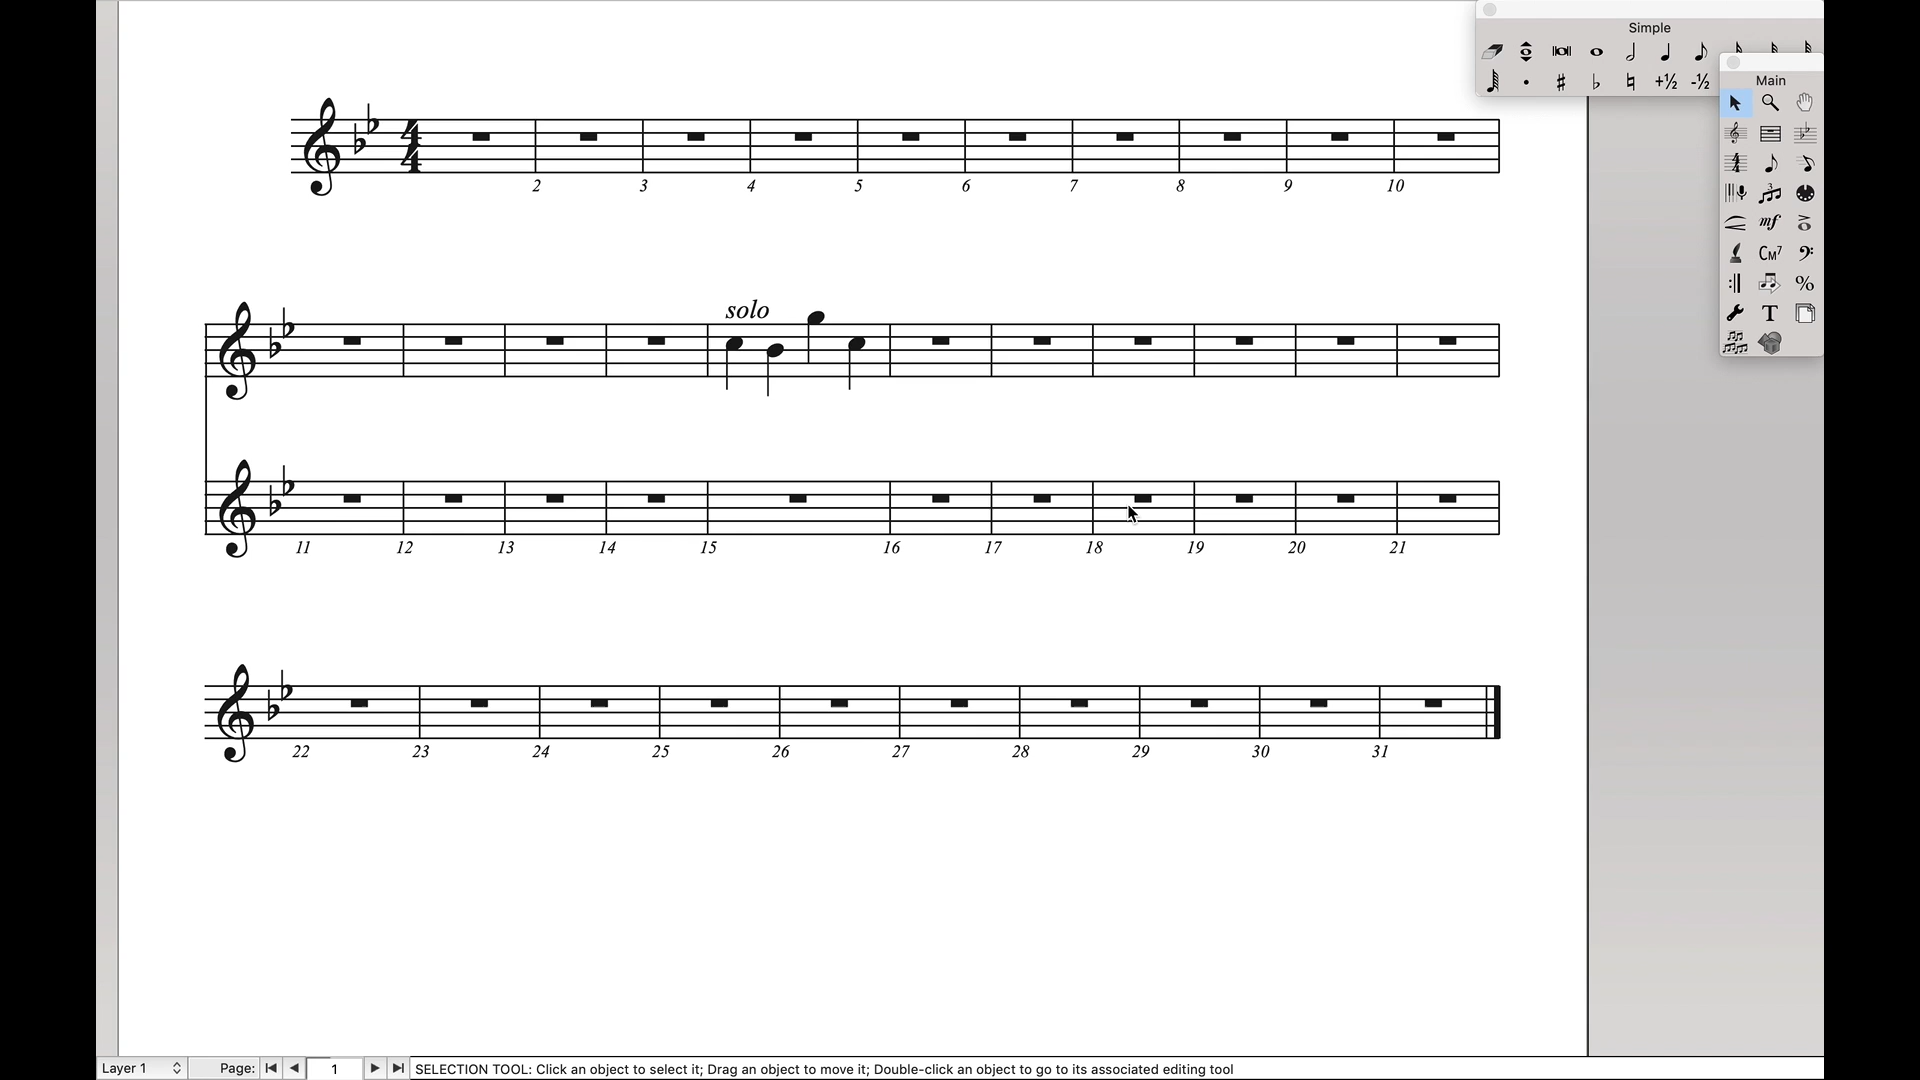 Simple
+½ -½
Main
4
4
2 3 4 5 6 7 8 9 10
mf
CM7
%
T
solo
11 12 13 14 15 16 17 18 19 20 21
22 23 24 25 26 27 28 29 30 31
Layer 1 Page: 1 SELECTION TOOL: Click an object to select it; Drag an object to move it; Double-click an object to go to its associated editing tool